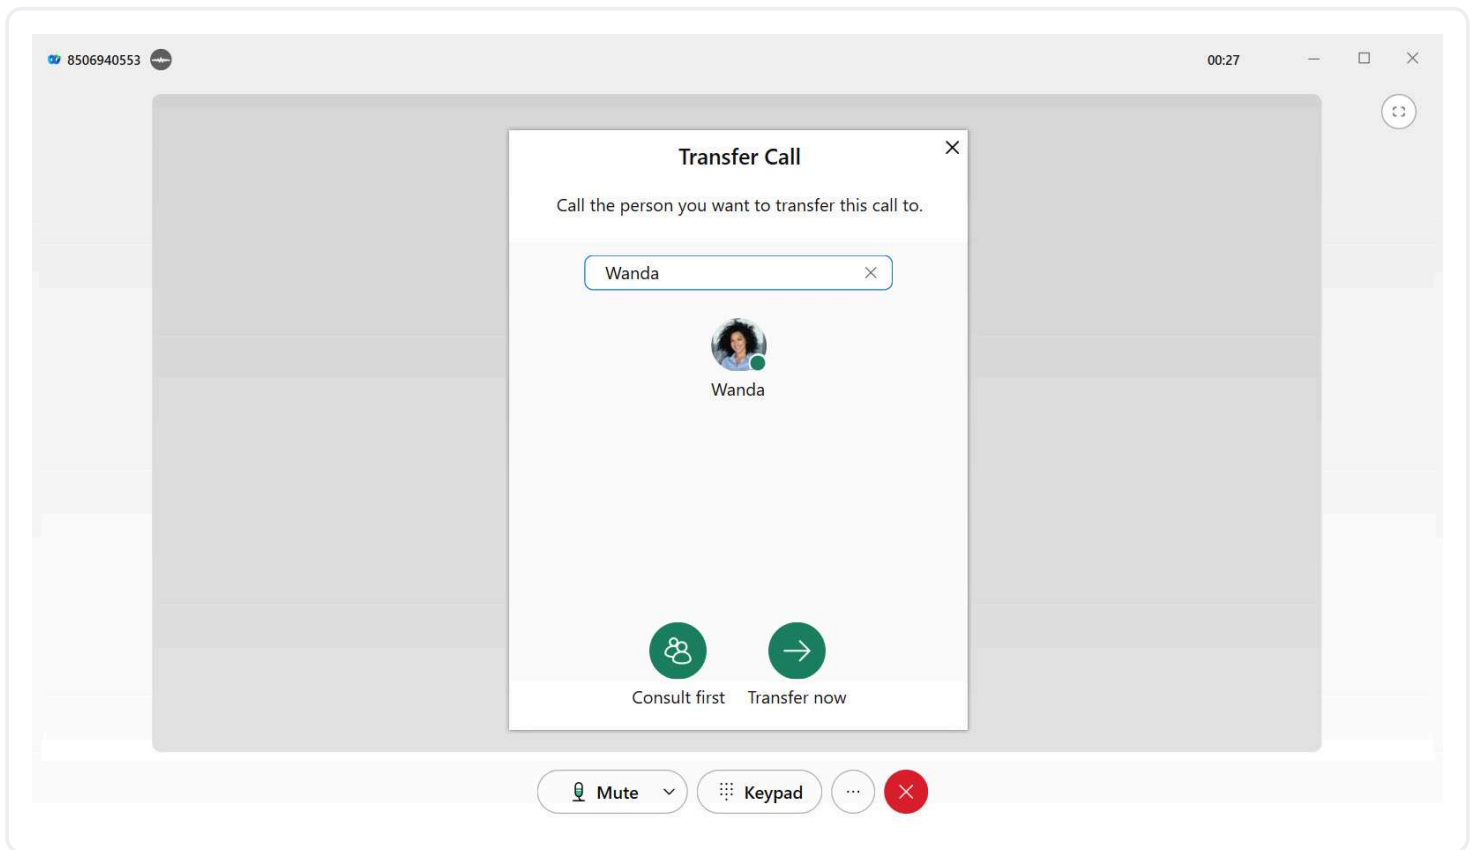 8506940553
00:27
Transfer Call
Call the person you want to transfer this call to.
Wanda
Wanda
Consult first
Transfer now
Mute
Keypad